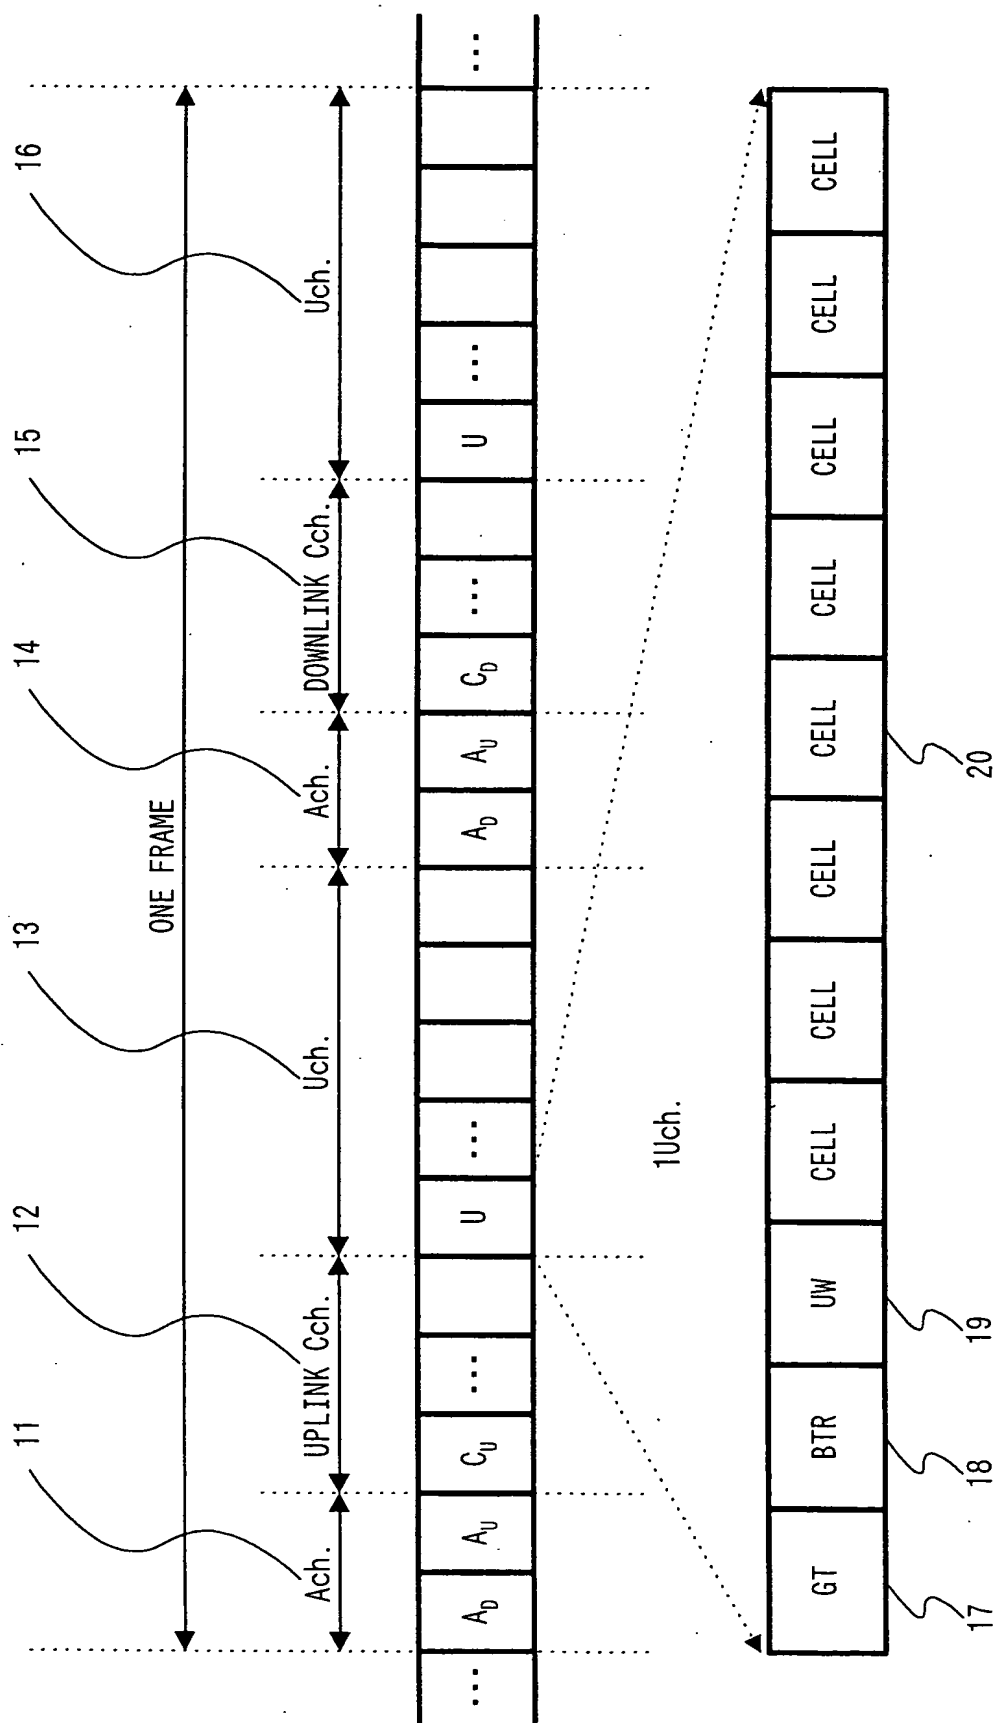 11 12 13 14 15 16
ONE FRAME
Ach. UPLINK Cch. Uch. Ach. DOWNLINK Cch. Uch.
... A_D A_U C_U ... U ... A_D A_U C_D ... U ... ...
1Uch.
GT BTR UW CELL CELL CELL CELL CELL CELL CELL CELL
17 18 19 20